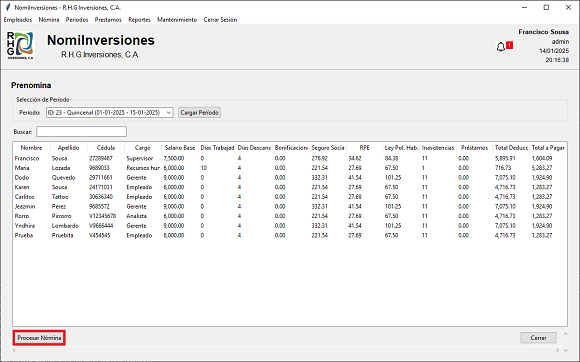 NomiInversiones - R.H.G Inversiones, C.A.
Empleados Nómina Periodos Prestamos Reportes Mantenimiento Cerrar Sesión
RHG
INVERSIONES, C.A.
NomiInversiones
R.H.G Inversiones, C.A.
1
Francisco Sousa
admin
14/01/2025
20:16:38
Prenomina
Selección de Período
Período: ID: 23 - Quincenal (01-01-2025 - 15-01-2025) Cargar Período
Buscar:
Nombre Apellido Cédula Cargo Salario Base Días Trabajad Días Descans Bonificacion Seguro Socia RPE Ley Pol. Hab. Inasistencias Préstamos Total Deducc Total a Pagar
Francisco Sousa 27289467 Supervisor 7,500.00 0 4 0.00 276.92 34.62 84.38 11 0.00 5,895.91 1,604.09
Maria Lozada 9689033 Recursos hur 6,000.00 10 4 0.00 221.54 27.69 67.50 1 0.00 716.73 5,283.27
Dodo Quevedo 29711661 Gerente 9,000.00 0 4 0.00 332.31 41.54 101.25 11 0.00 7,075.10 1,924.90
Karen Sousa 24171031 Empleado 6,000.00 0 4 0.00 221.54 27.69 67.50 11 0.00 4,716.73 1,283.27
Carlitos Tattoo 30636340 Empleado 6,000.00 0 4 0.00 221.54 27.69 67.50 11 0.00 4,716.73 1,283.27
Jeazmin Perez 9685572 Gerente 9,000.00 0 4 0.00 332.31 41.54 101.25 11 0.00 7,075.10 1,924.90
Rorro Pirrorro V12345678 Analista 6,000.00 0 4 0.00 221.54 27.69 67.50 11 0.00 4,716.73 1,283.27
Yndhira Lombardo V9666444 Gerente 9,000.00 0 4 0.00 332.31 41.54 101.25 11 0.00 7,075.10 1,924.90
Prueba Pruebita V454545 Empleado 6,000.00 0 4 0.00 221.54 27.69 67.50 11 0.00 4,716.73 1,283.27
Procesar Nómina Cerrar